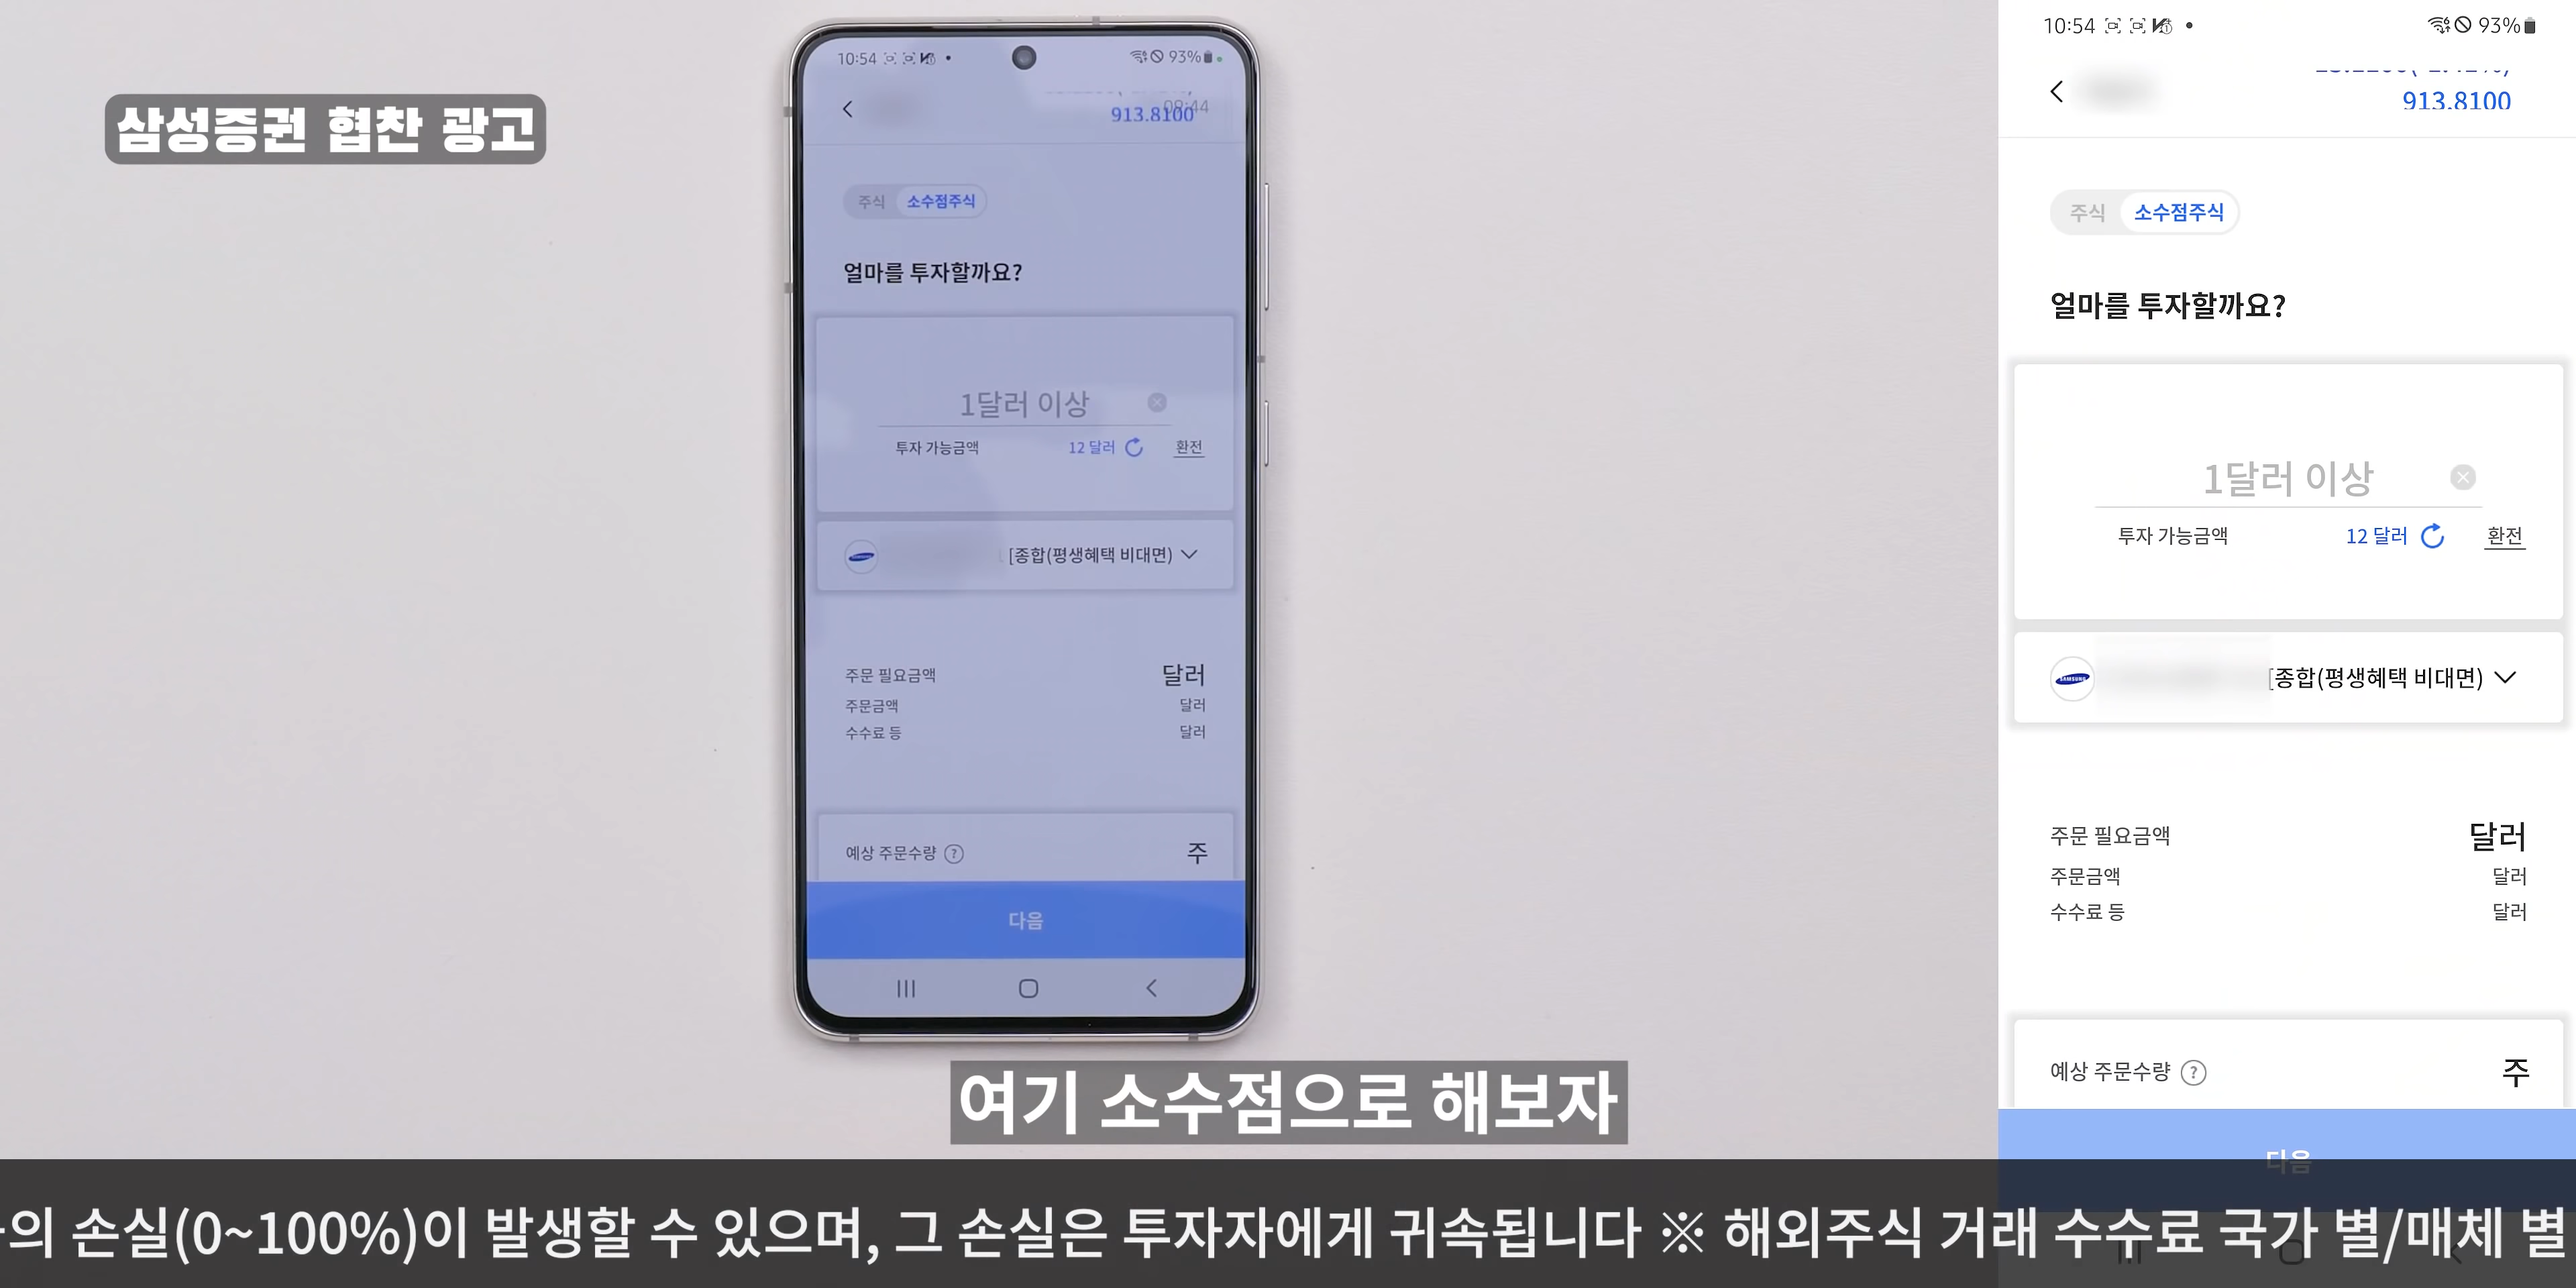 삼성증권 협찬 광고
10:54
93%
09:44
913.8100
주식 소수점주식
얼마를 투자할까요?
1달러 이상
투자 가능금액 12 달러 환전
[종합(평생혜택 비대면)
주문 필요금액 달러
주문금액 달러
수수료 등 달러
예상 주문수량 ? 주
다음
10:54
93%
913.8100
주식 소수점주식
얼마를 투자할까요?
1달러 이상
투자 가능금액 12 달러 환전
SAMSUNG [종합(평생혜택 비대면)
주문 필요금액 달러
주문금액 달러
수수료 등 달러
예상 주문수량 ? 주
다음
여기 소수점으로 해보자
의 손실(0~100%)이 발생할 수 있으며, 그 손실은 투자자에게 귀속됩니다 ※ 해외주식 거래 수수료 국가 별/매체 별